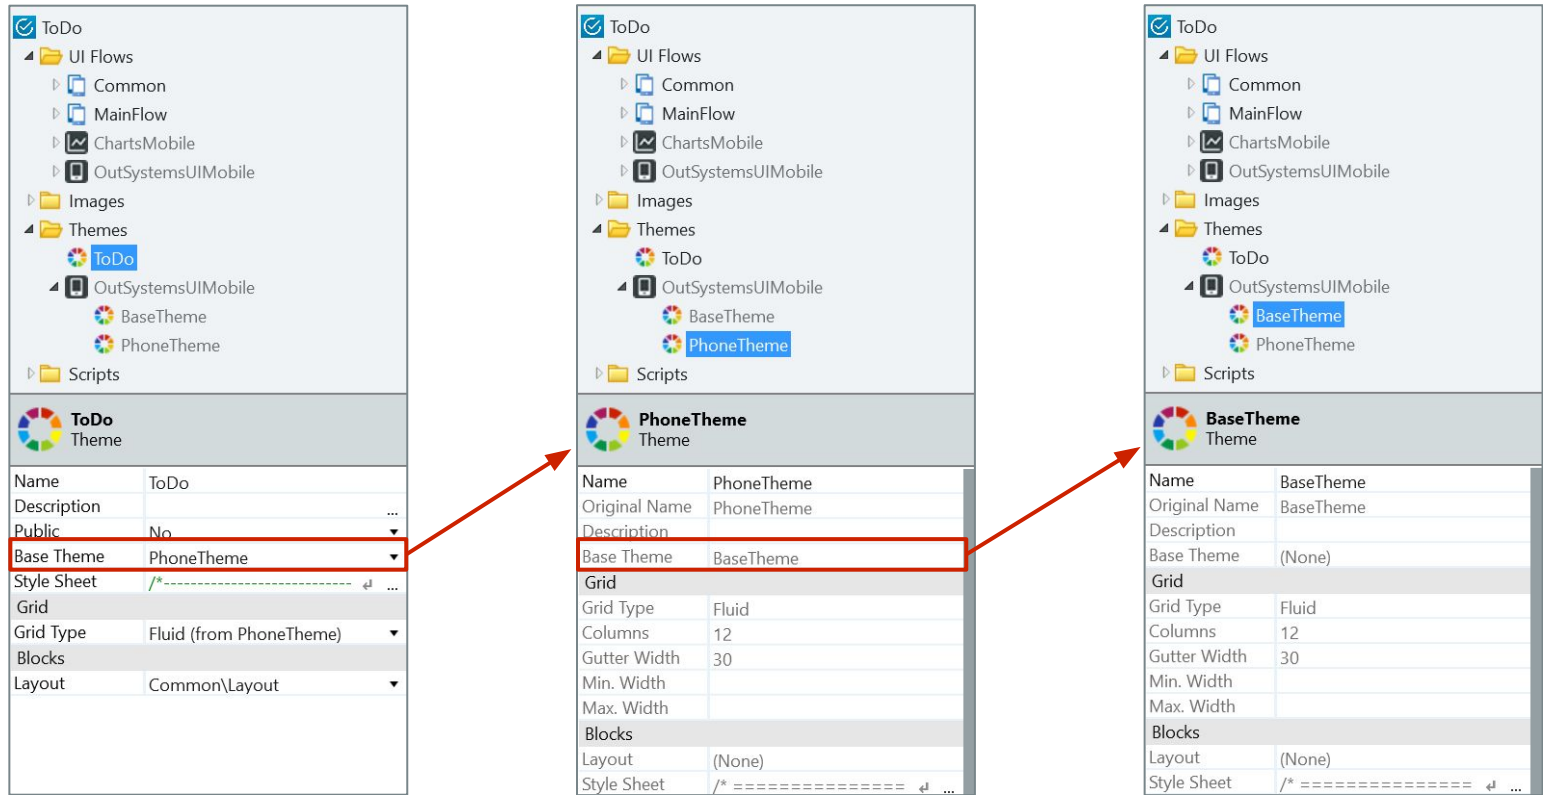 ToDo
UI Flows
Common
MainFlow
ChartsMobile
OutSystemsUIMobile
Images
Themes
ToDo
OutSystemsUIMobile
BaseTheme
PhoneTheme
Scripts
ToDo
Theme
Name ToDo
Description ...
Public No
Base Theme PhoneTheme
Style Sheet /*---------------------------- ↵ ...
Grid
Grid Type Fluid (from PhoneTheme)
Blocks
Layout Common\Layout
ToDo
UI Flows
Common
MainFlow
ChartsMobile
OutSystemsUIMobile
Images
Themes
ToDo
OutSystemsUIMobile
BaseTheme
PhoneTheme
Scripts
PhoneTheme
Theme
Name PhoneTheme
Original Name PhoneTheme
Description
Base Theme BaseTheme
Grid
Grid Type Fluid
Columns 12
Gutter Width 30
Min. Width
Max. Width
Blocks
Layout (None)
Style Sheet /* =============== ↵ ...
ToDo
UI Flows
Common
MainFlow
ChartsMobile
OutSystemsUIMobile
Images
Themes
ToDo
OutSystemsUIMobile
BaseTheme
PhoneTheme
Scripts
BaseTheme
Theme
Name BaseTheme
Original Name BaseTheme
Description
Base Theme (None)
Grid
Grid Type Fluid
Columns 12
Gutter Width 30
Min. Width
Max. Width
Blocks
Layout (None)
Style Sheet /* =============== ↵ ...